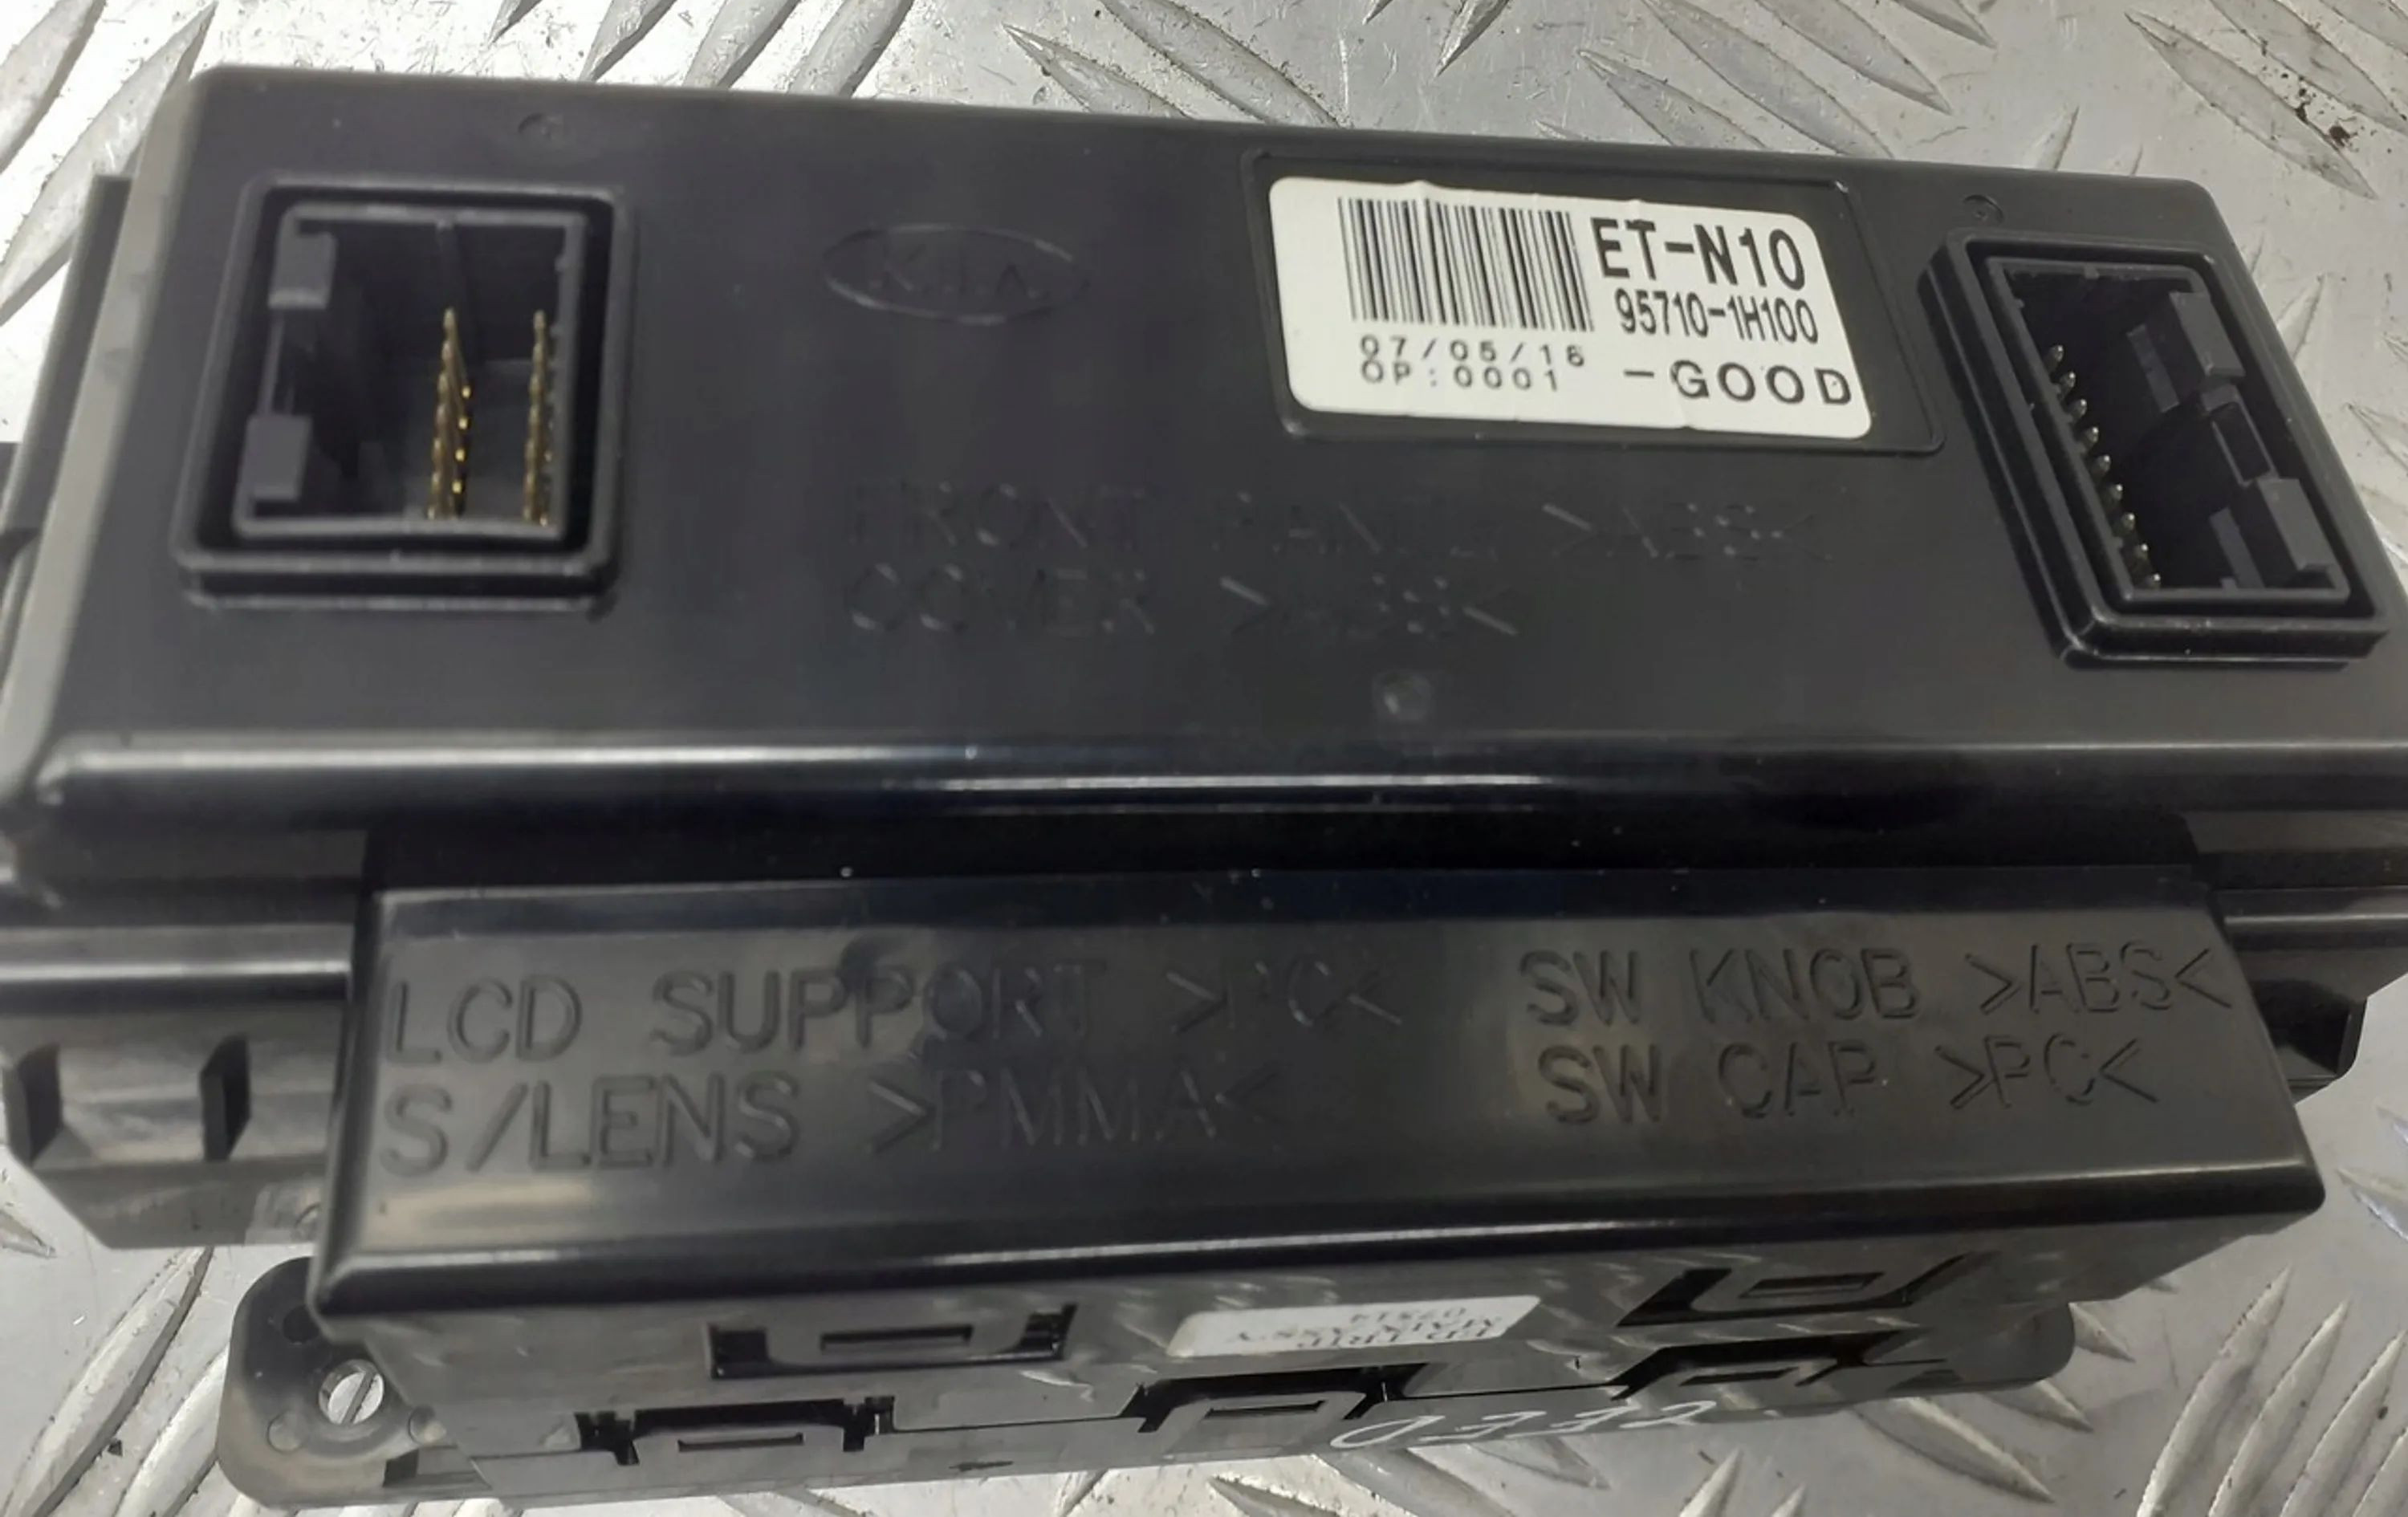 KIA
ET-N10
95710-1H100
07/05/16
OP:0001
-GOOD
FRONT PANEL >ABS<
COVER >ABS<
LCD SUPPORT >PC<
S/LENS >PMMA<
SW KNOB >ABS<
SW CAP >PC<